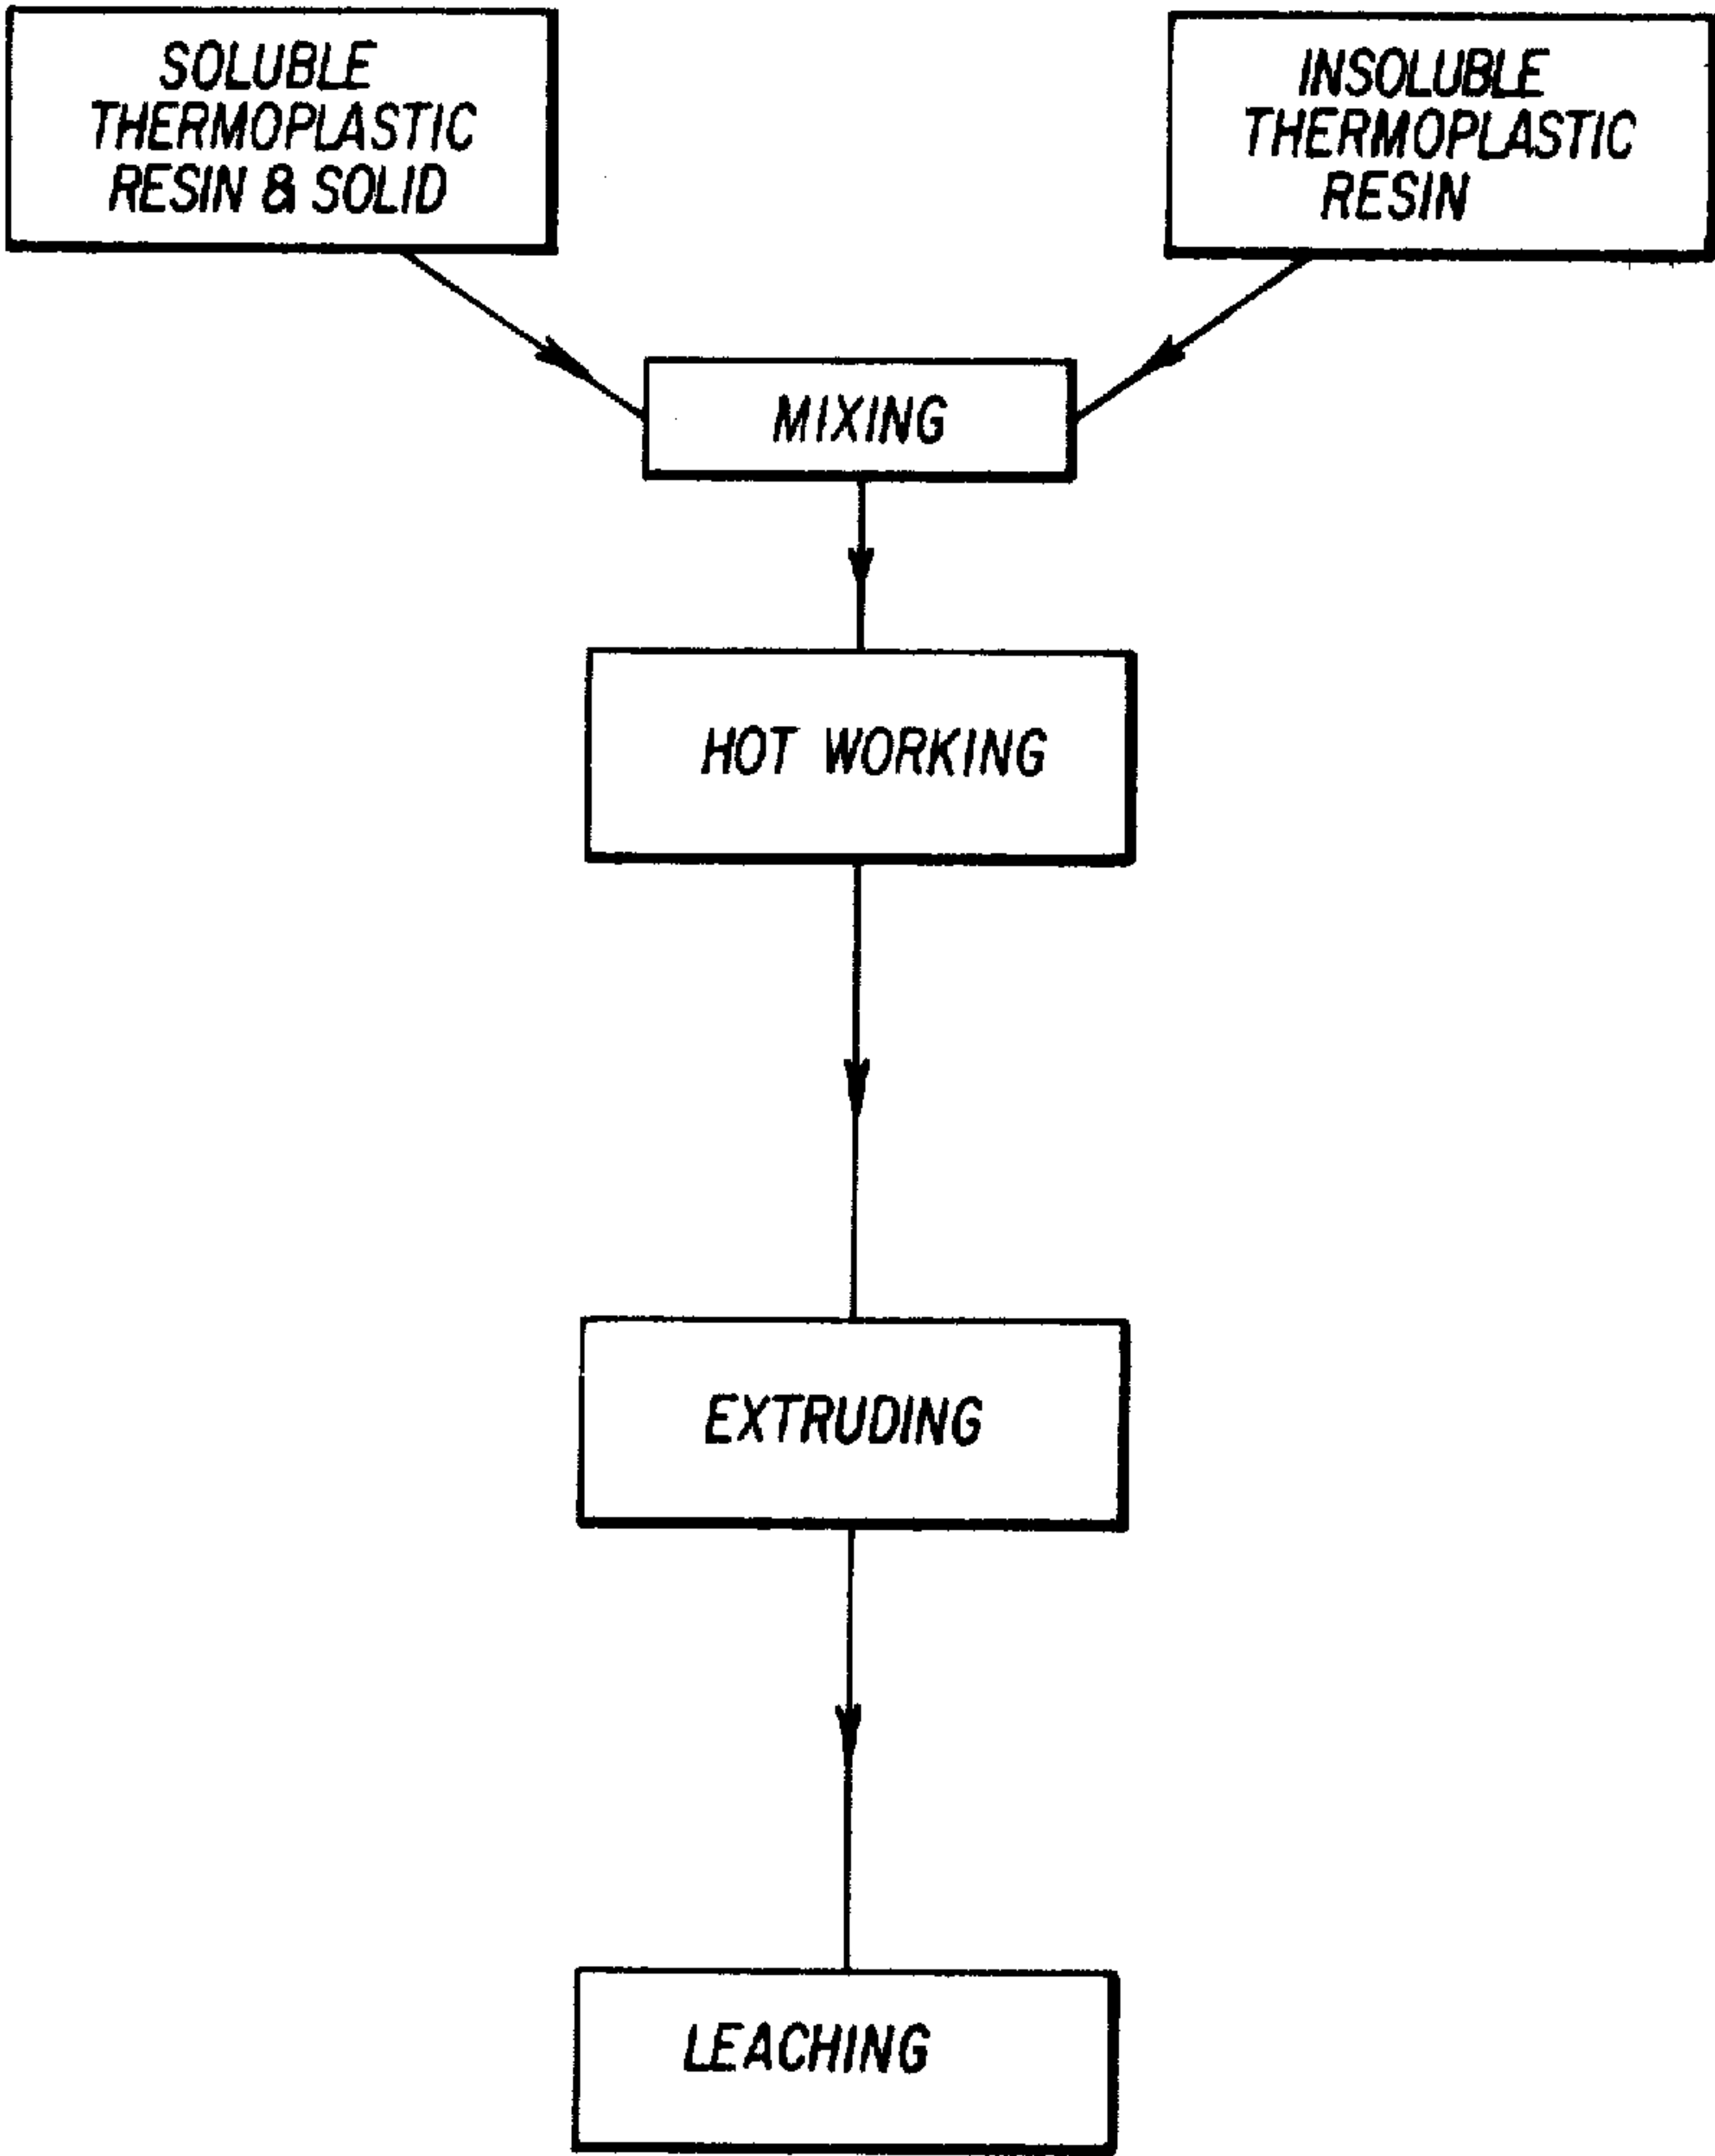 SOLUBLE
THERMOPLASTIC
RESIN & SOLID
INSOLUBLE
THERMOPLASTIC
RESIN
MIXING
HOT WORKING
EXTRUDING
LEACHING